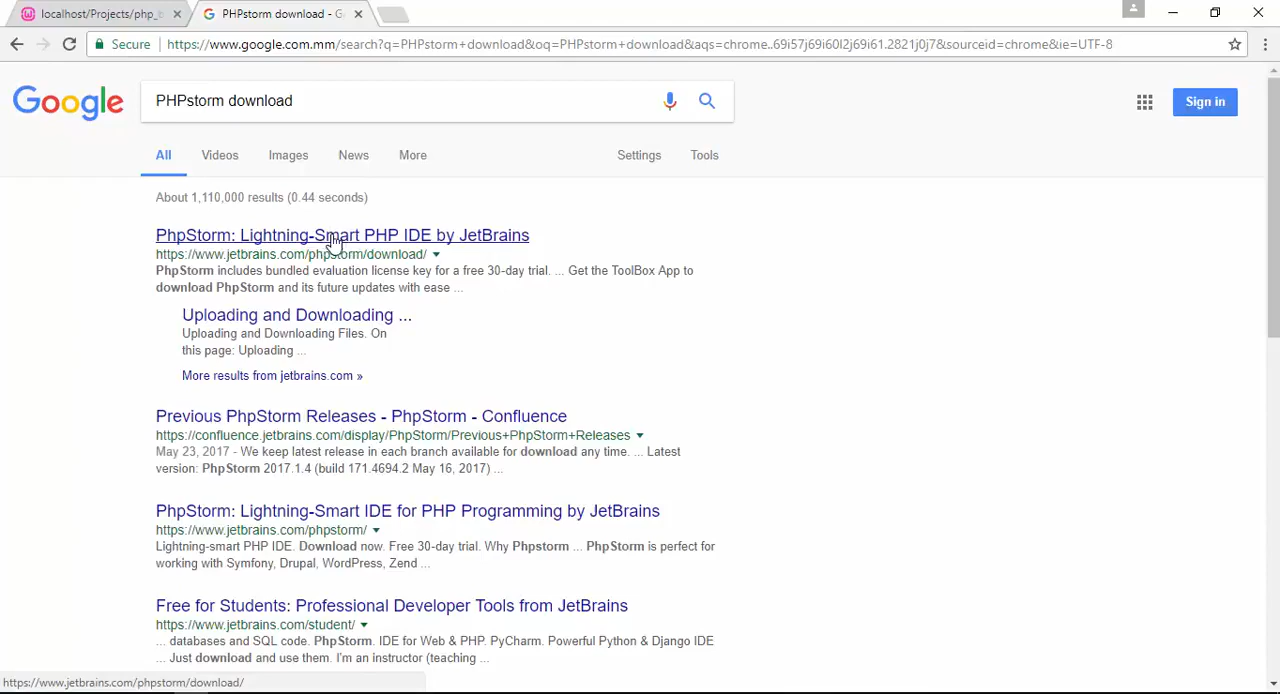 localhost/Projects/php_b
PHPstorm download - G
Secure
https://www.google.com.mm/search?q=PHPstorm+download&oq=PHPstorm+download&aqs=chrome..69i57j69i60l2j69i61.2821j0j7&sourceid=chrome&ie=UTF-8
Google
PHPstorm download
Sign in
All Videos Images News More Settings Tools
About 1,110,000 results (0.44 seconds)
PhpStorm: Lightning-Smart PHP IDE by JetBrains
https://www.jetbrains.com/phpstorm/download/
PhpStorm includes bundled evaluation license key for a free 30-day trial. ... Get the ToolBox App to
download PhpStorm and its future updates with ease ...
Uploading and Downloading ...
Uploading and Downloading Files. On
this page: Uploading ...
More results from jetbrains.com »
Previous PhpStorm Releases - PhpStorm - Confluence
https://confluence.jetbrains.com/display/PhpStorm/Previous+PhpStorm+Releases
May 23, 2017 - We keep latest release in each branch available for download any time. ... Latest
version: PhpStorm 2017.1.4 (build 171.4694.2 May 16, 2017) ...
PhpStorm: Lightning-Smart IDE for PHP Programming by JetBrains
https://www.jetbrains.com/phpstorm/
Lightning-smart PHP IDE. Download now. Free 30-day trial. Why Phpstorm ... PhpStorm is perfect for
working with Symfony, Drupal, WordPress, Zend ...
Free for Students: Professional Developer Tools from JetBrains
https://www.jetbrains.com/student/
... databases and SQL code. PhpStorm. IDE for Web & PHP. PyCharm. Powerful Python & Django IDE
... Just download and use them. I'm an instructor (teaching ...
https://www.jetbrains.com/phpstorm/download/